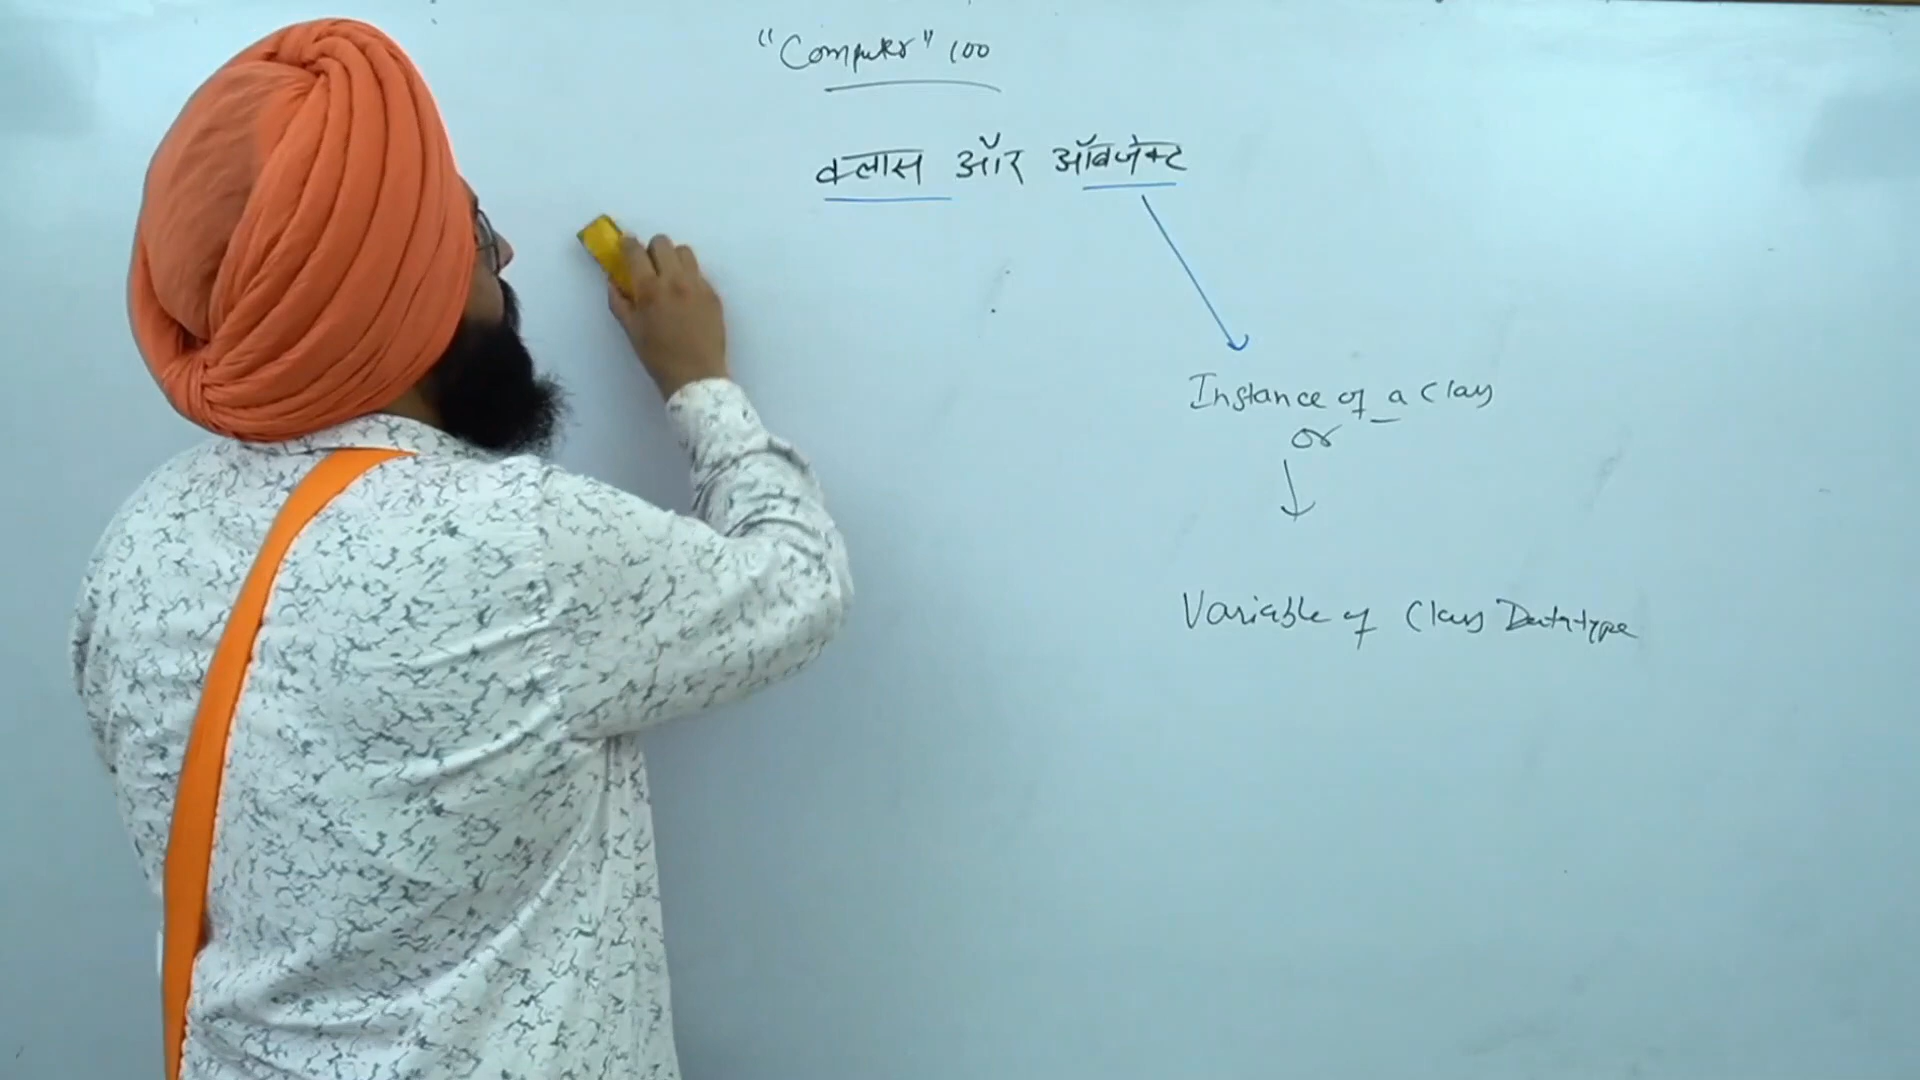 "Computer" 100
क्लास और ऑब्जेक्ट
Instance of a Class
or
Variable of Class Datatype